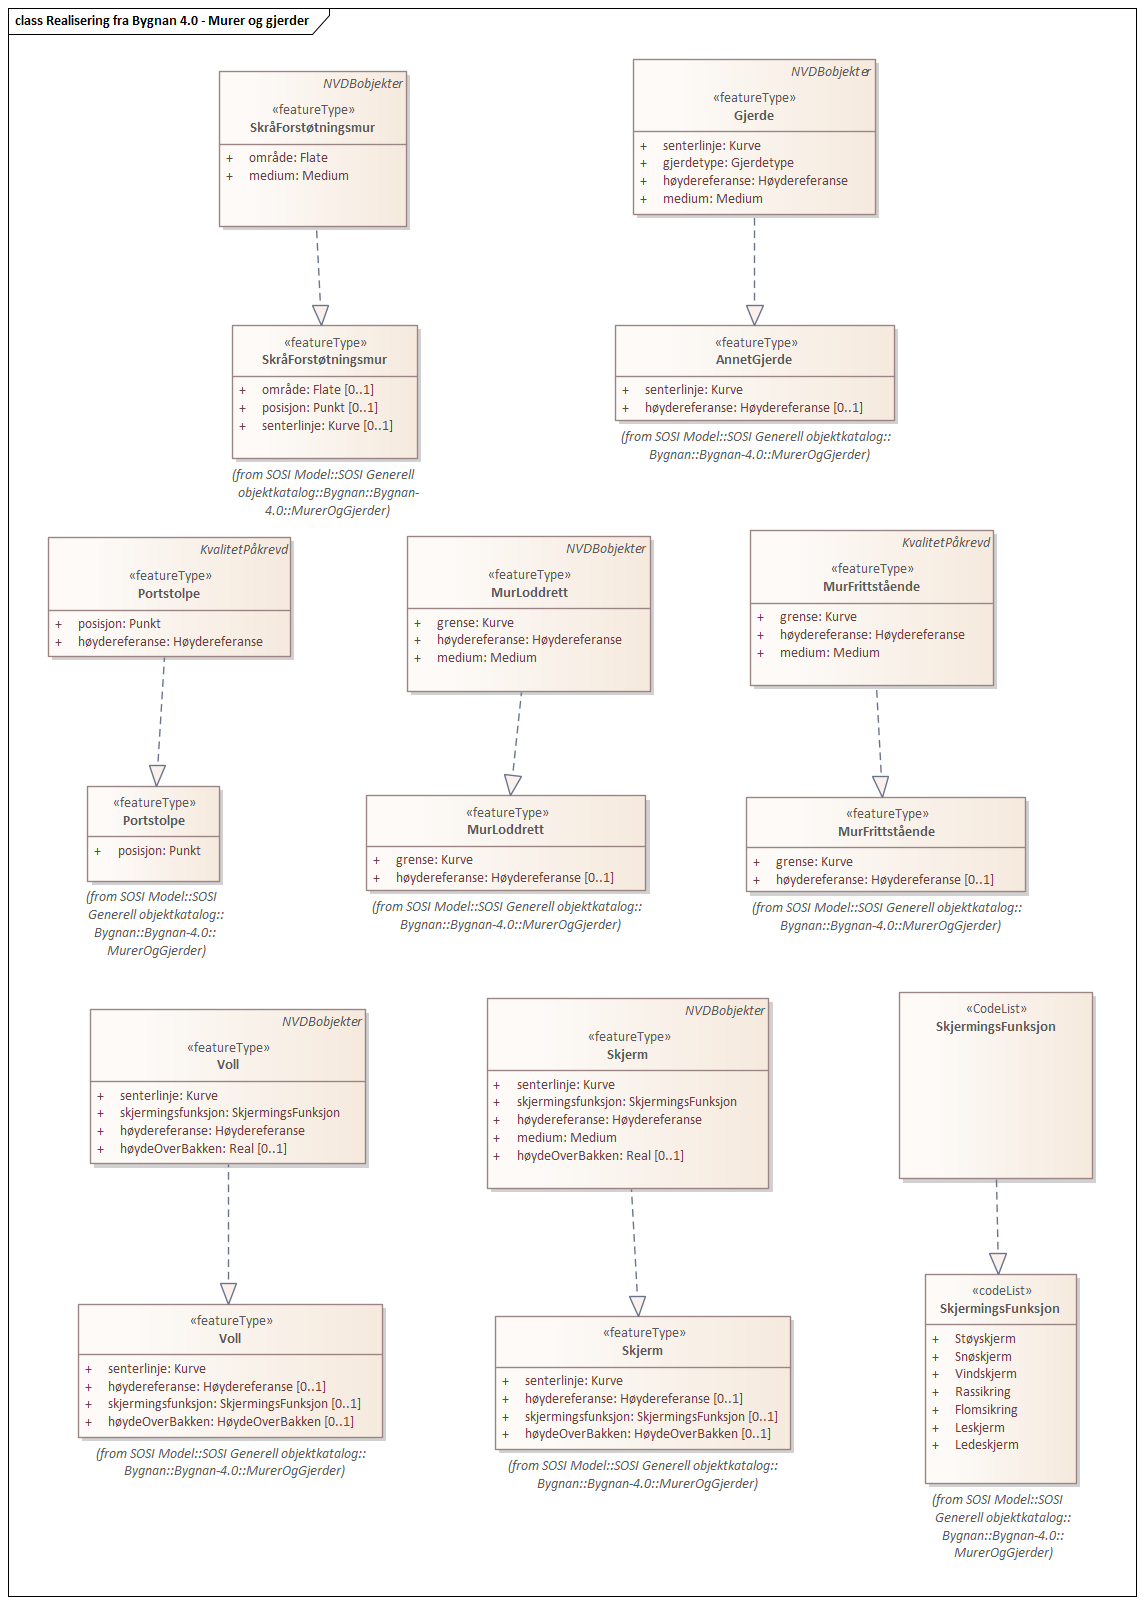 class Realisering fra Bygnan 4.0 - Murer og gjerder
NVDBobjekter
«featureType»
SkråForstøtningsmur
+ område: Flate
+ medium: Medium
NVDBobjekter
«featureType»
Gjerde
+ senterlinje: Kurve
+ gjerdetype: Gjerdetype
+ høydereferanse: Høydereferanse
+ medium: Medium
«featureType»
SkråForstøtningsmur
+ område: Flate [0..1]
+ posisjon: Punkt [0..1]
+ senterlinje: Kurve [0..1]
(from SOSI Model::SOSI Generell
objektkatalog::Bygnan::Bygnan-
4.0::MurerOgGjerder)
«featureType»
AnnetGjerde
+ senterlinje: Kurve
+ høydereferanse: Høydereferanse [0..1]
(from SOSI Model::SOSI Generell objektkatalog::
Bygnan::Bygnan-4.0::MurerOgGjerder)
KvalitetPåkrevd
«featureType»
Portstolpe
+ posisjon: Punkt
+ høydereferanse: Høydereferanse
NVDBobjekter
«featureType»
MurLoddrett
+ grense: Kurve
+ høydereferanse: Høydereferanse
+ medium: Medium
KvalitetPåkrevd
«featureType»
MurFrittstående
+ grense: Kurve
+ høydereferanse: Høydereferanse
+ medium: Medium
«featureType»
Portstolpe
+ posisjon: Punkt
(from SOSI Model::SOSI
Generell objektkatalog::
Bygnan::Bygnan-4.0::
MurerOgGjerder)
«featureType»
MurLoddrett
+ grense: Kurve
+ høydereferanse: Høydereferanse [0..1]
(from SOSI Model::SOSI Generell objektkatalog::
Bygnan::Bygnan-4.0::MurerOgGjerder)
«featureType»
MurFrittstående
+ grense: Kurve
+ høydereferanse: Høydereferanse [0..1]
(from SOSI Model::SOSI Generell objektkatalog::
Bygnan::Bygnan-4.0::MurerOgGjerder)
NVDBobjekter
«featureType»
Voll
+ senterlinje: Kurve
+ skjermingsfunksjon: SkjermingsFunksjon
+ høydereferanse: Høydereferanse
+ høydeOverBakken: Real [0..1]
NVDBobjekter
«featureType»
Skjerm
+ senterlinje: Kurve
+ skjermingsfunksjon: SkjermingsFunksjon
+ høydereferanse: Høydereferanse
+ medium: Medium
+ høydeOverBakken: Real [0..1]
«CodeList»
SkjermingsFunksjon
«featureType»
Voll
+ senterlinje: Kurve
+ høydereferanse: Høydereferanse [0..1]
+ skjermingsfunksjon: SkjermingsFunksjon [0..1]
+ høydeOverBakken: HøydeOverBakken [0..1]
(from SOSI Model::SOSI Generell objektkatalog::
Bygnan::Bygnan-4.0::MurerOgGjerder)
«featureType»
Skjerm
+ senterlinje: Kurve
+ høydereferanse: Høydereferanse [0..1]
+ skjermingsfunksjon: SkjermingsFunksjon [0..1]
+ høydeOverBakken: HøydeOverBakken [0..1]
(from SOSI Model::SOSI Generell objektkatalog::
Bygnan::Bygnan-4.0::MurerOgGjerder)
«codeList»
SkjermingsFunksjon
+ Støyskjerm
+ Snøskjerm
+ Vindskjerm
+ Rassikring
+ Flomsikring
+ Leskjerm
+ Ledeskjerm
(from SOSI Model::SOSI
Generell objektkatalog::
Bygnan::Bygnan-4.0::
MurerOgGjerder)